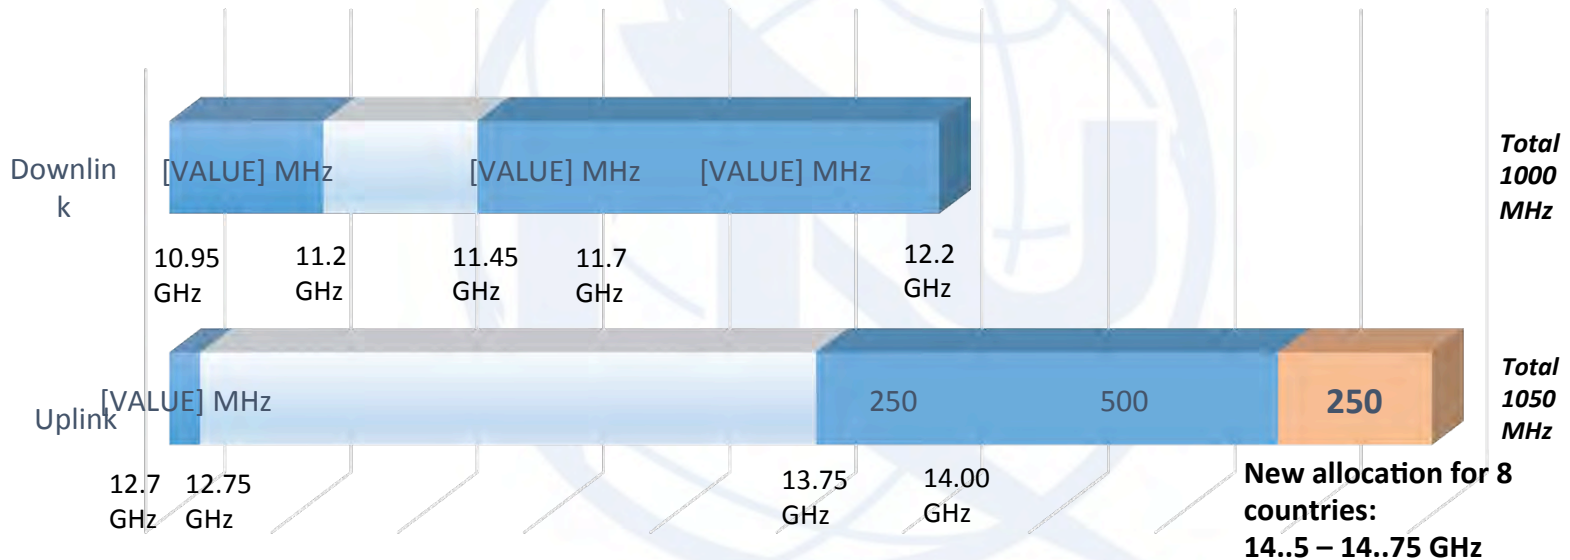 Downlin
k
[VALUE] MHz
[VALUE] MHz
[VALUE] MHz
Total
1000
MHz
10.95
GHz
11.2
GHz
11.45
GHz
11.7
GHz
12.2
GHz
Uplink
[VALUE] MHz
250
500
250
Total
1050
MHz
12.7
GHz
12.75
GHz
13.75
GHz
14.00
GHz
New allocation for 8
countries:
14..5 – 14..75 GHz